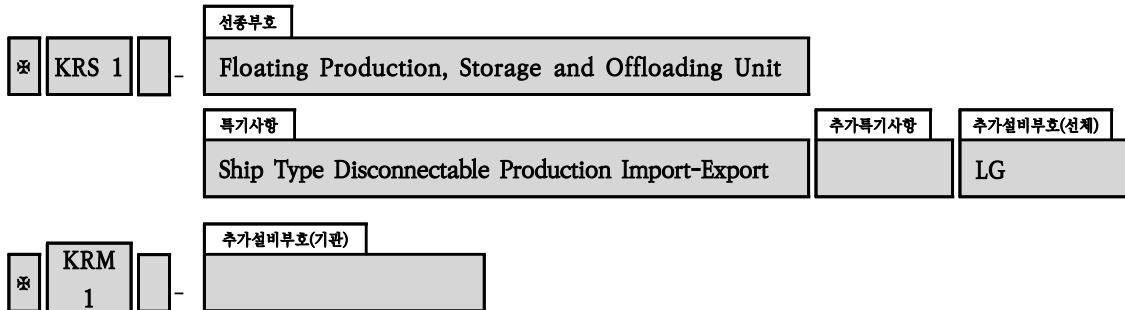 선종부호
✠ KRS 1 - Floating Production, Storage and Offloading Unit
특기사항 추가특기사항 추가설비부호(선체)
Ship Type Disconnectable Production Import-Export LG
추가설비부호(기관)
✠ KRM 1 -